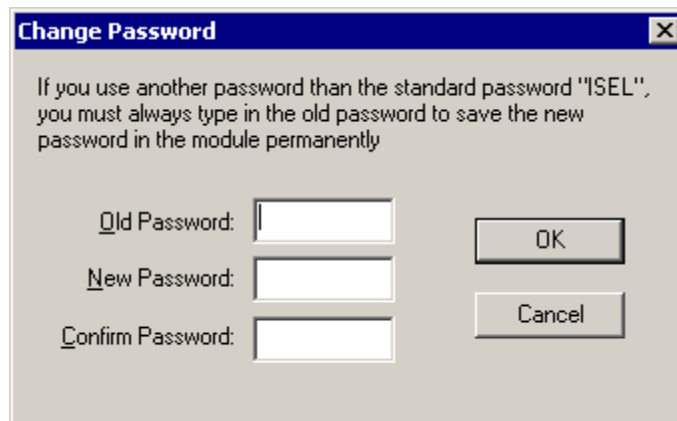 Change Password
If you use another password than the standard password "ISEL",
you must always type in the old password to save the new
password in the module permanently
Old Password:
OK
New Password:
Cancel
Confirm Password: